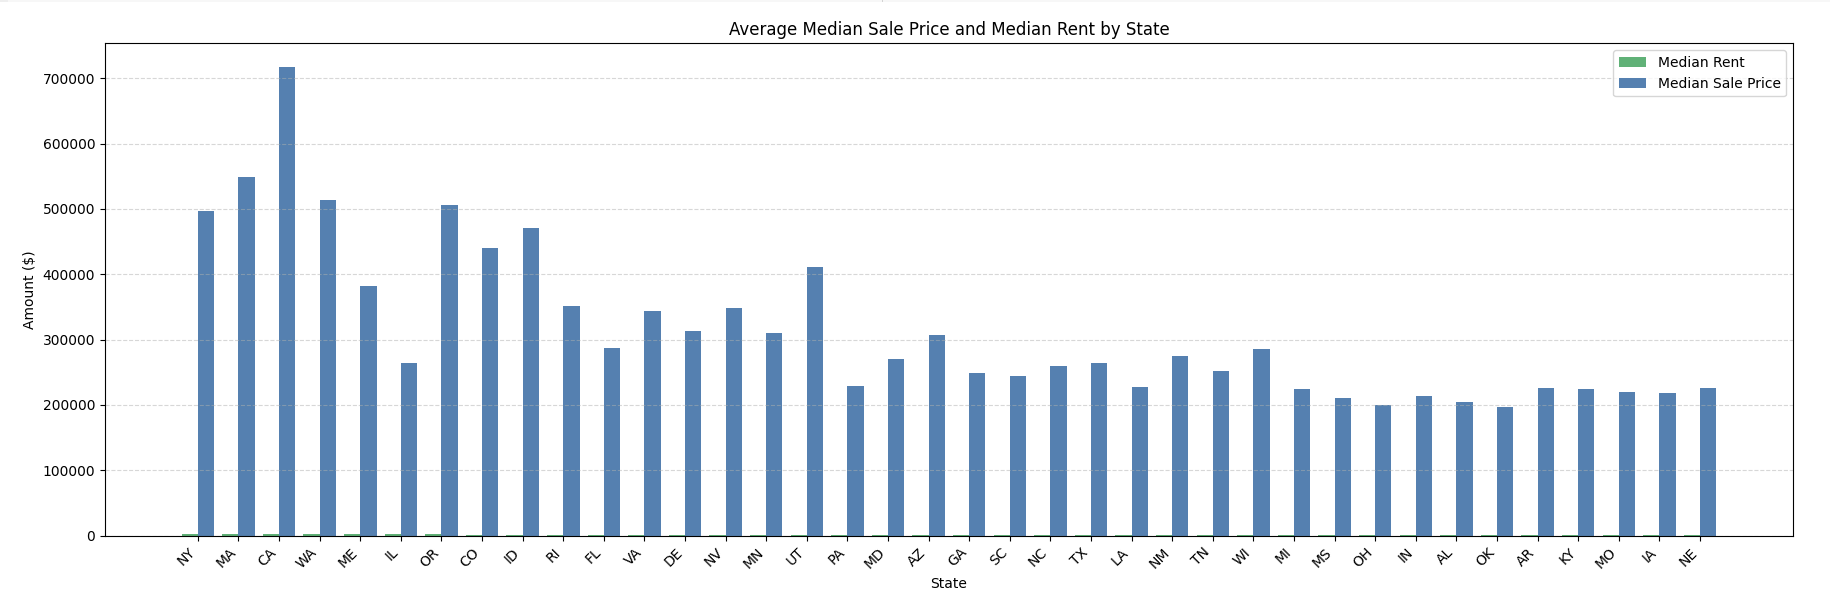 Average Median Sale Price and Median Rent by State
Median Rent
Median Sale Price
Amount ($)
700000
600000
500000
400000
300000
200000
100000
0
NY MA CA WA ME IL OR CO ID RI FL VA DE NV MN UT PA MD AZ GA SC NC TX LA NM TN WI MI MS OH IN AL OK AR KY MO IA NE
State